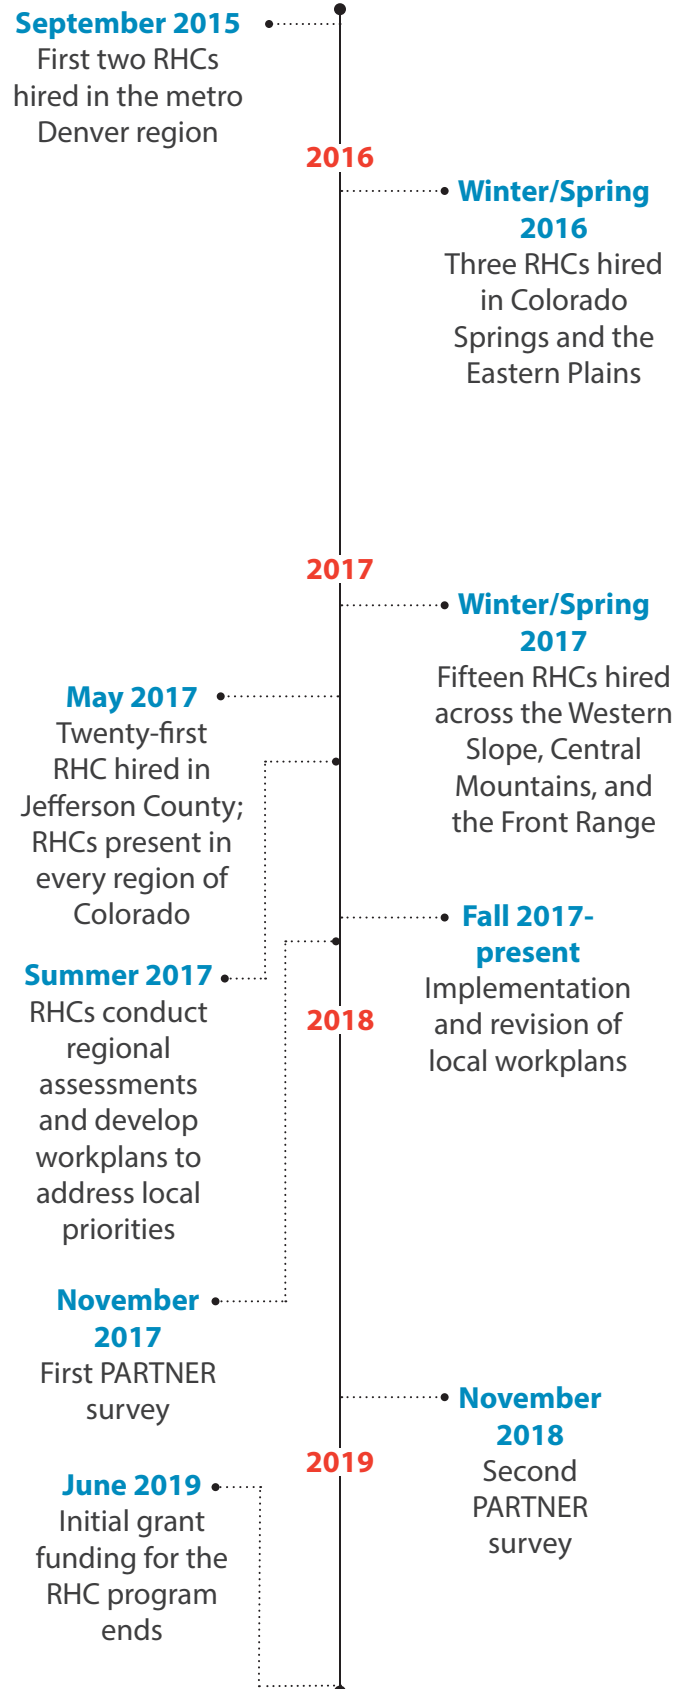 September 2015
First two RHCs
hired in the metro
Denver region
2016
Winter/Spring
2016
Three RHCs hired
in Colorado
Springs and the
Eastern Plains
2017
Winter/Spring
2017
Fifteen RHCs hired
across the Western
Slope, Central
Mountains, and
the Front Range
May 2017
Twenty-first
RHC hired in
Jefferson County;
RHCs present in
every region of
Colorado
Summer 2017
RHCs conduct
regional
assessments
and develop
workplans to
address local
priorities
Fall 2017-
present
Implementation
and revision of
local workplans
2018
November
2017
First PARTNER
survey
November
2018
Second
PARTNER
survey
2019
June 2019
Initial grant
funding for the
RHC program
ends